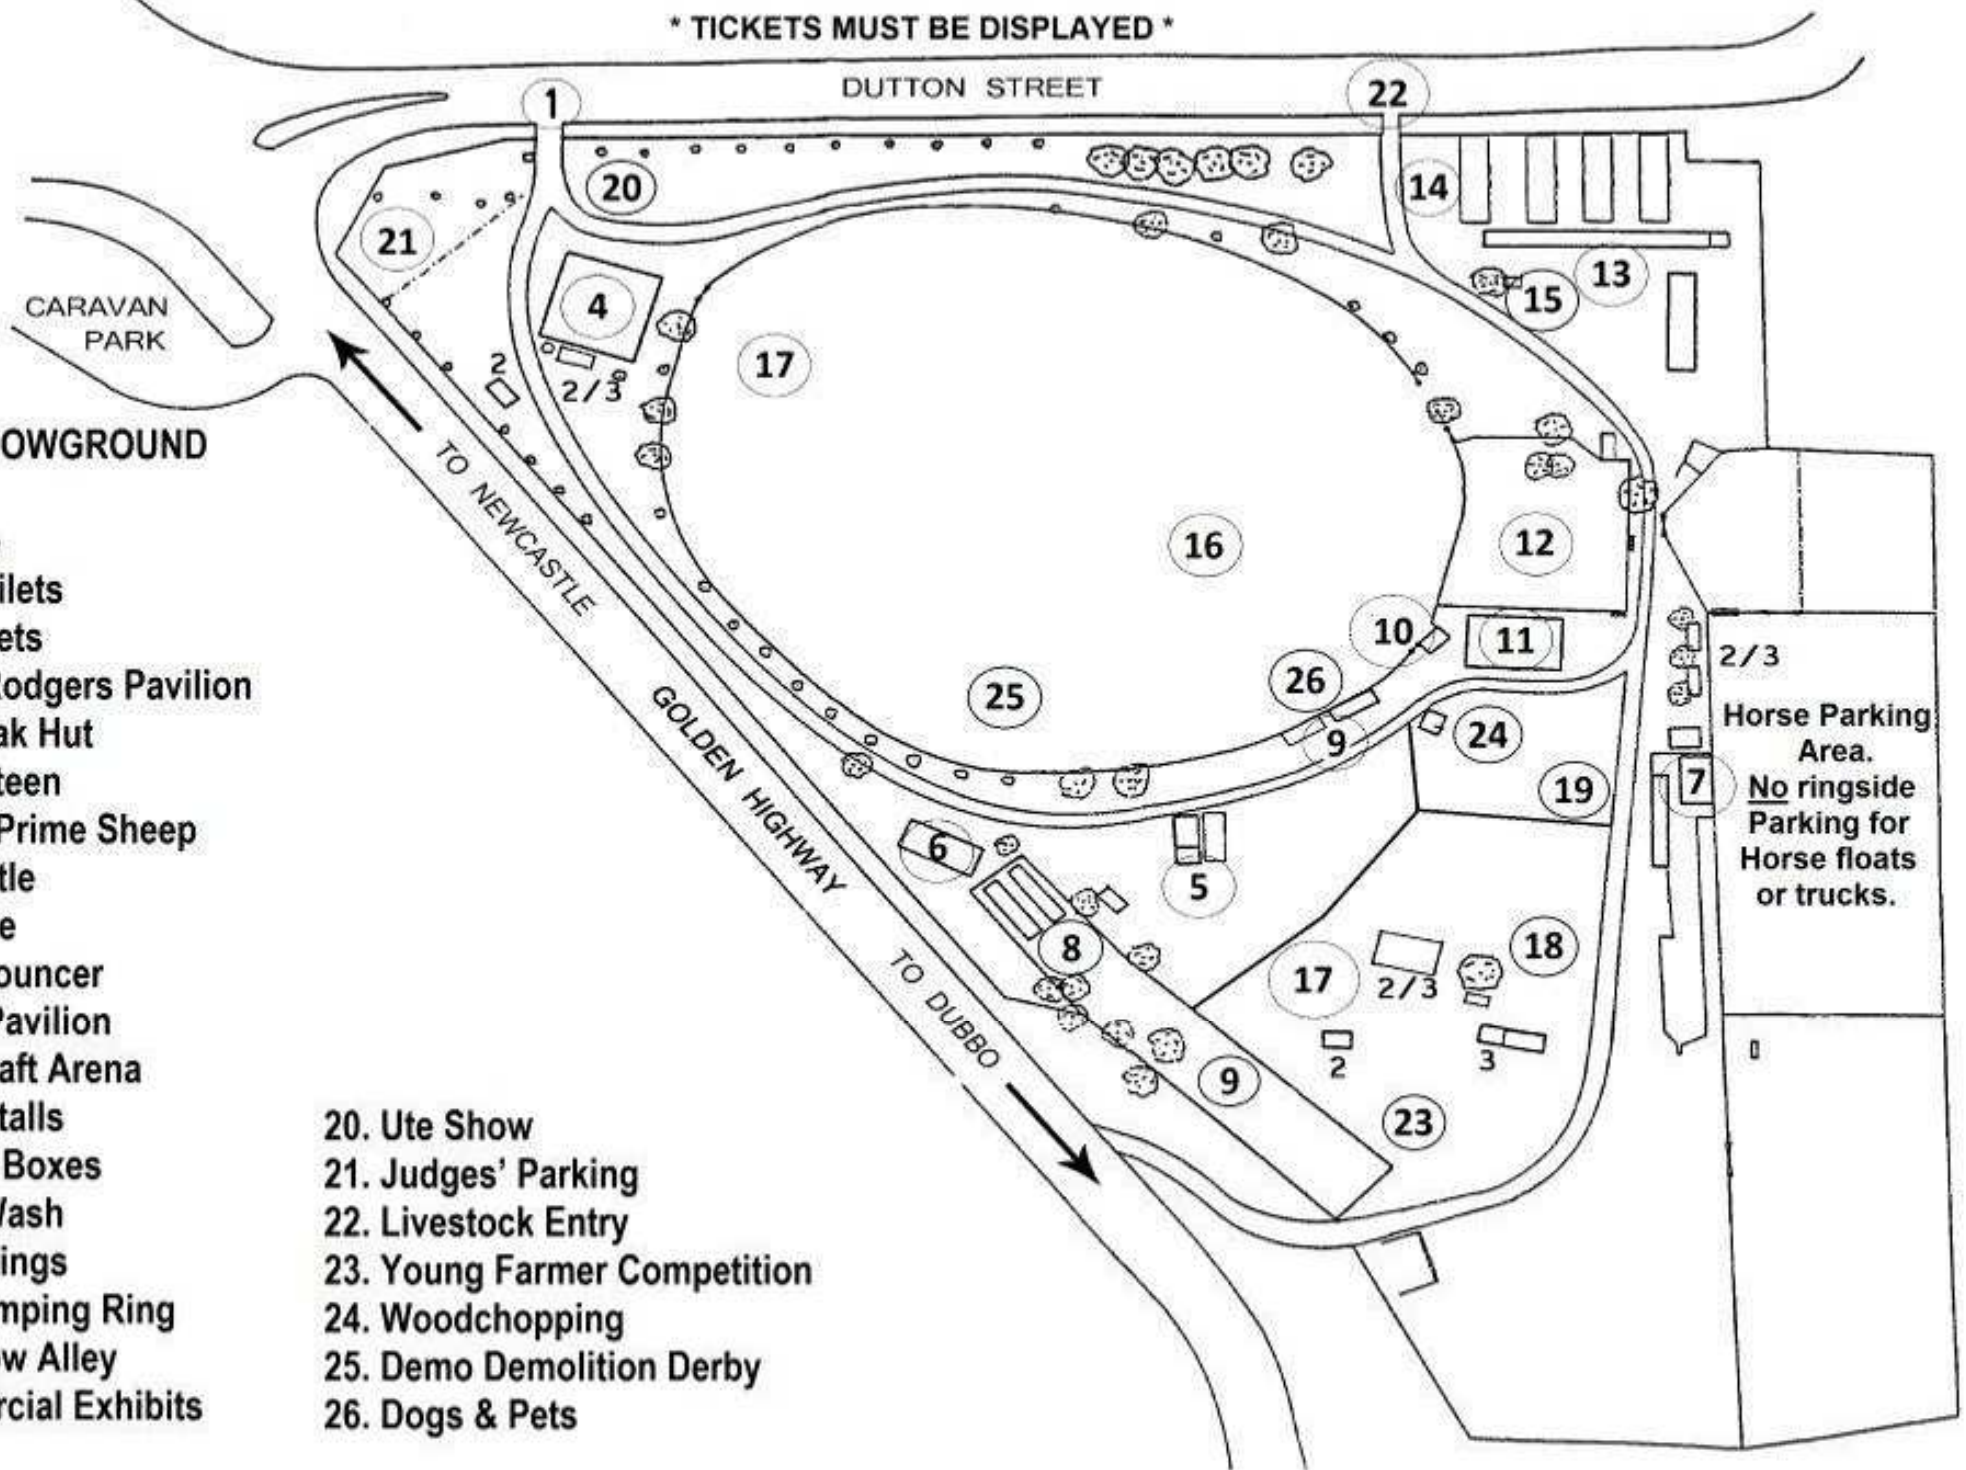 * TICKETS MUST BE DISPLAYED *
DUTTON STREET
1
22
20
14
21
4
13
15
CARAVAN
PARK
17
2
2/3
TO NEWCASTLE
OWGROUND
16
12
10
11
26
2/3
25
9
24
19
7
Horse Parking
Area.
No ringside
Parking for
Horse floats
or trucks.
GOLDEN HIGHWAY
6
5
8
18
17
2/3
TO DUBBO
2
3
9
23
ilets
ets
Rodgers Pavilion
ak Hut
teen
Prime Sheep
tle
e
ouncer
Pavilion
aft Arena
talls
Boxes
Wash
ings
mping Ring
w Alley
rcial Exhibits
20. Ute Show
21. Judges' Parking
22. Livestock Entry
23. Young Farmer Competition
24. Woodchopping
25. Demo Demolition Derby
26. Dogs & Pets